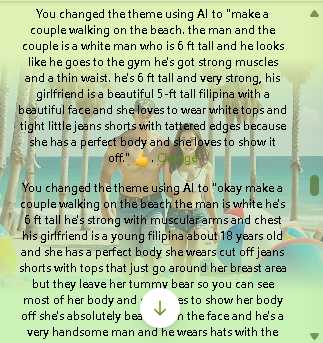 You changed the theme using AI to "make a
couple walking on the beach. the man and the
couple is a white man who is 6 ft tall and he looks
like he goes to the gym he's got strong muscles
and a thin waist. he's 6 ft tall and very strong, his
girlfriend is a beautiful 5-ft tall filipina with a
beautiful face and she loves to wear white tops and
tight little jeans shorts with tattered edges because
she has a perfect body and she loves to show it
off." 👍. Change
You changed the theme using AI to "okay make a
couple walking on the beach the man is white he's
6 ft tall he's strong with muscular arms and chest
his girlfriend is a young filipina about 18 years old
and she has a perfect body she wears cut off jeans
shorts with tops that just go around her breast area
but they leave her tummy bear so you can see
most of her body and es to show her body
off she's absolutely bea n the face and he's a
very handsome man and he wears hats with the